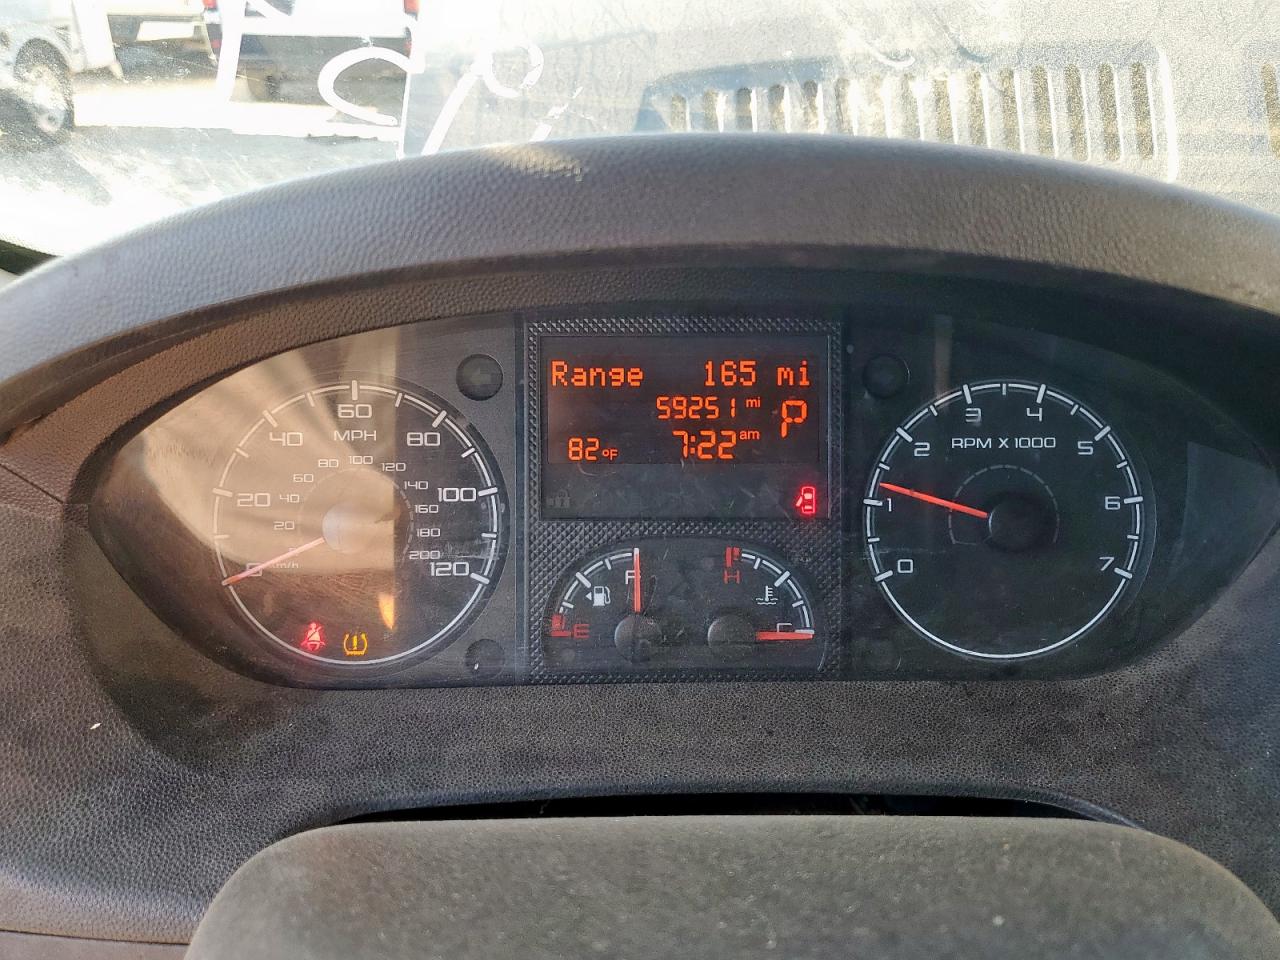 Range 165 mi
59251 mi
P
82°F 7:22 am
60
40 MPH 80
80 100 120
60 140
20 40 100
160
20 180
200
0 km/h 120
F H
E C
3 4
2 RPM X 1000 5
1 6
0 7